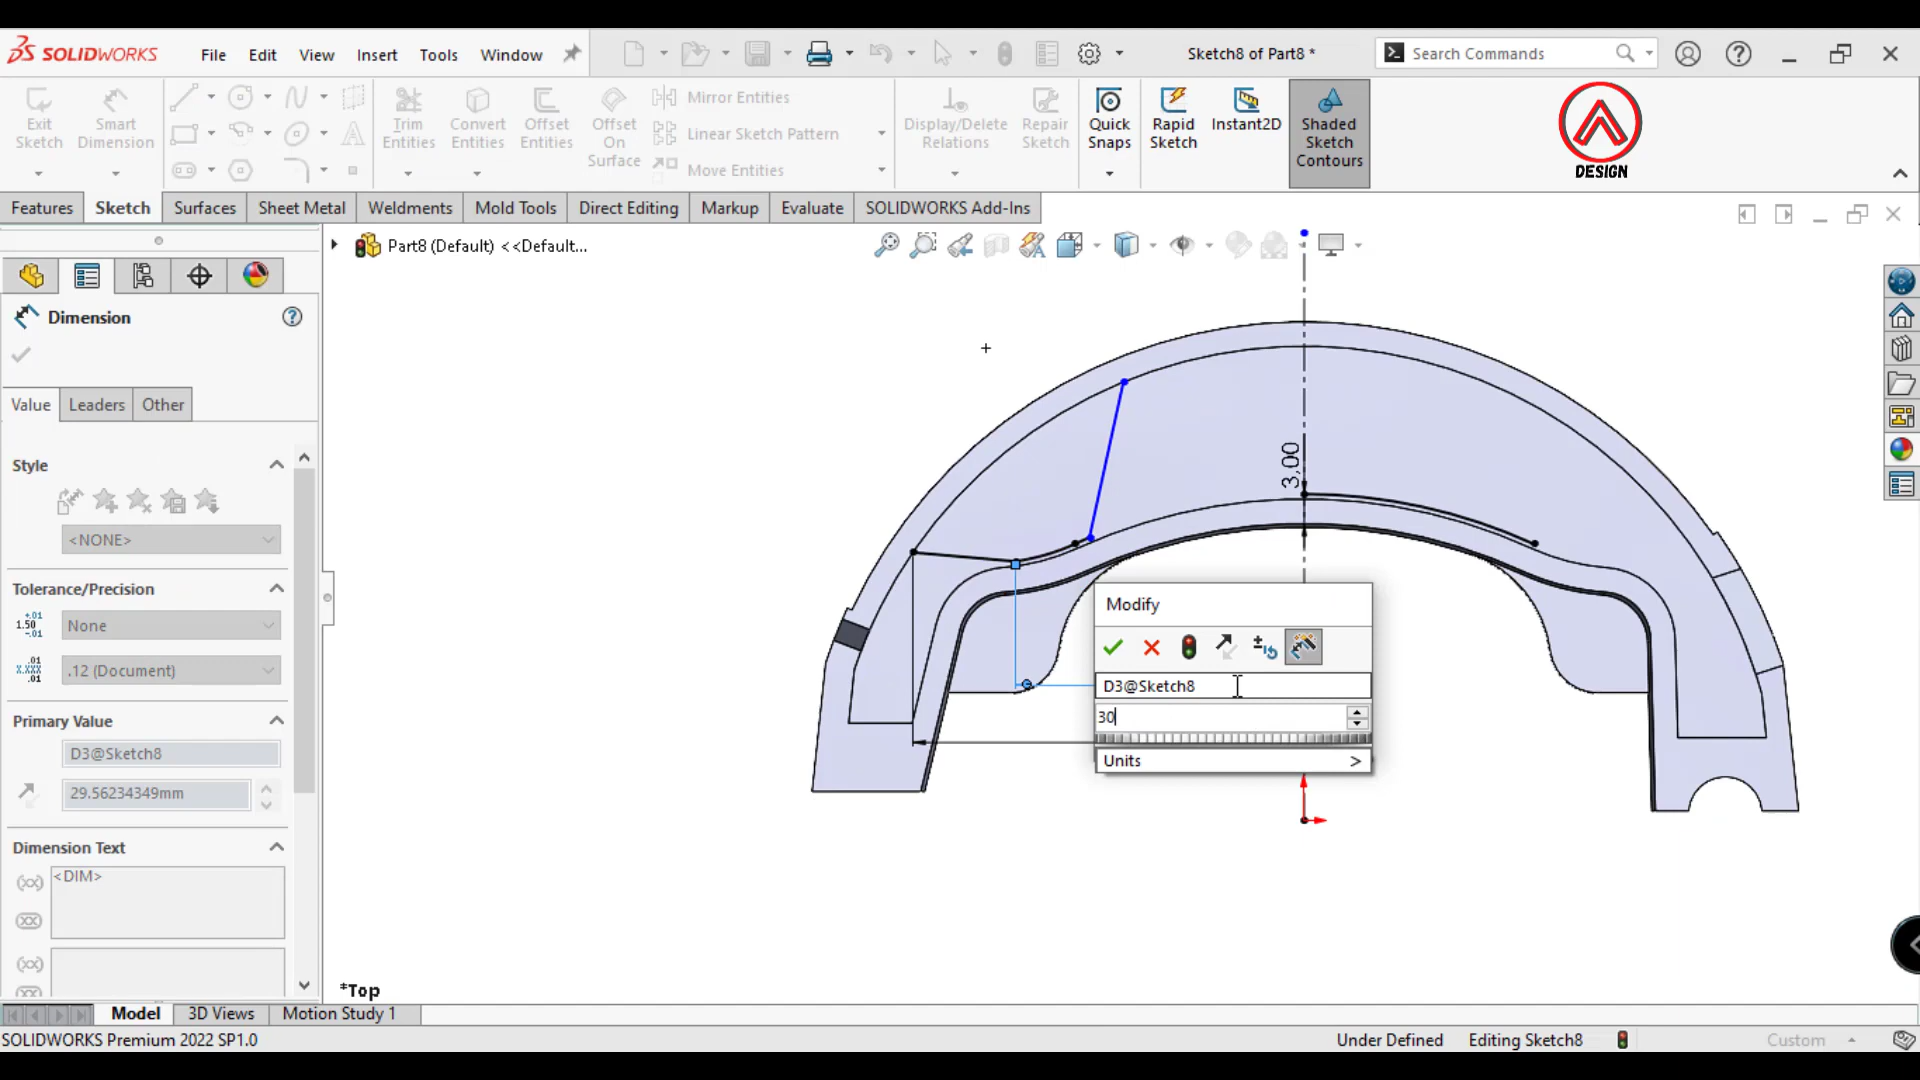 SOLIDWORKS
File Edit View Insert Tools Window
Sketch8 of Part8 *
Search Commands
Exit Sketch
Smart Dimension
Trim Entities
Convert Entities
Offset Entities
Offset On Surface
Mirror Entities
Linear Sketch Pattern
Move Entities
Display/Delete Relations
Repair Sketch
Quick Snaps
Rapid Sketch
Instant2D
Shaded Sketch Contours
DESIGN
Features Sketch Surfaces Sheet Metal Weldments Mold Tools Direct Editing Markup Evaluate SOLIDWORKS Add-Ins
Part8 (Default) <<Default...
Dimension
Value Leaders Other
Style
<NONE>
Tolerance/Precision
None
.12 (Document)
Primary Value
D3@Sketch8
29.56234349mm
Dimension Text
<DIM>
3,00
Modify
D3@Sketch8
30
Units >
*Top
Model 3D Views Motion Study 1
SOLIDWORKS Premium 2022 SP1.0
Under Defined Editing Sketch8 Custom